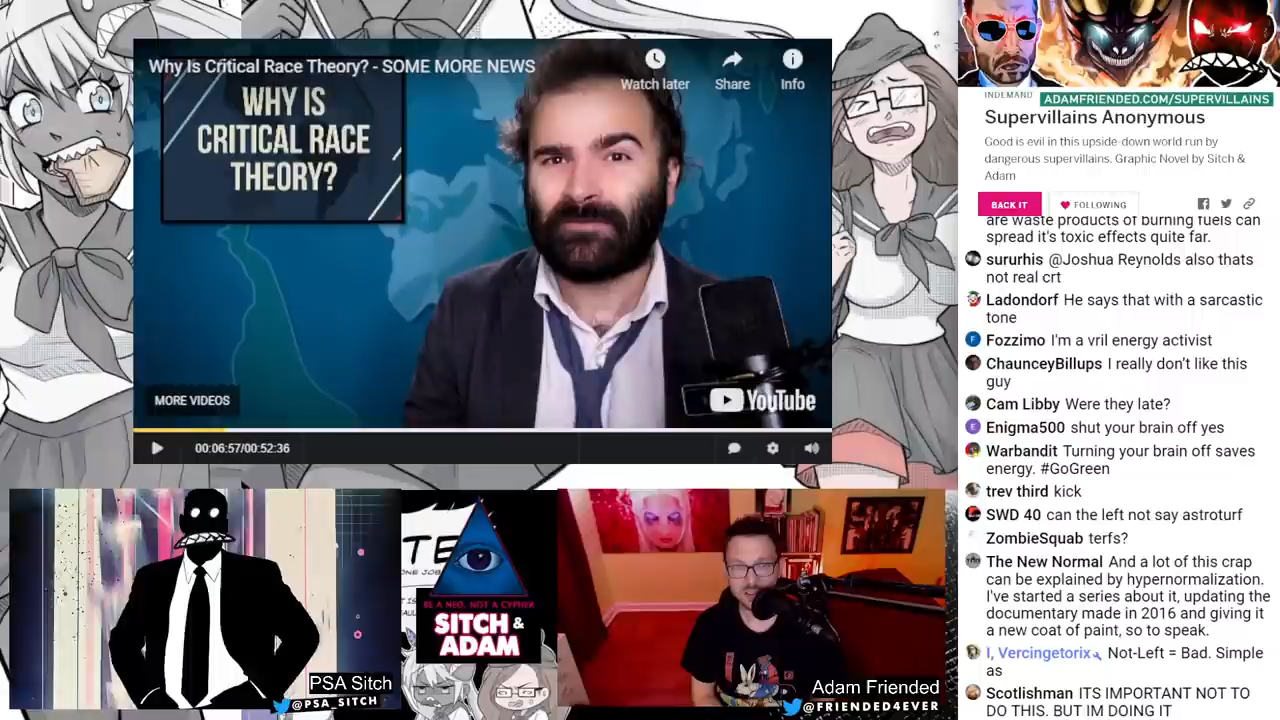 Why Is Critical Race Theory? - SOME MORE NEWS
Watch later
Share
Info
WHY IS
CRITICAL RACE
THEORY?
MORE VIDEOS
YouTube
00:06:57/00:52:36
PSA Sitch
@PSA_SITCH
BE A NEO, NOT A CYPHER
SITCH &
ADAM
Adam Friended
@FRIENDED4EVER
INDEMAND
ADAMFRIENDED.COM/SUPERVILLAINS
Supervillains Anonymous
Good is evil in this upside-down world run by
dangerous supervillains. Graphic Novel by Sitch &
Adam
BACK IT
FOLLOWING
are waste products of burning fuels can
spread it's toxic effects quite far.
sururhis @Joshua Reynolds also thats
not real crt
Ladondorf He says that with a sarcastic
tone
Fozzimo I'm a vril energy activist
ChaunceyBillups I really don't like this
guy
Cam Libby Were they late?
Enigma500 shut your brain off yes
Warbandit Turning your brain off saves
energy. #GoGreen
trev third kick
SWD 40 can the left not say astroturf
ZombieSquab terfs?
The New Normal And a lot of this crap
can be explained by hypernormalization.
I've started a series about it, updating the
documentary made in 2016 and giving it
a new coat of paint, so to speak.
I, Vercingetorix Not-Left = Bad. Simple
as
Scotlishman ITS IMPORTANT NOT TO
DO THIS. BUT IM DOING IT